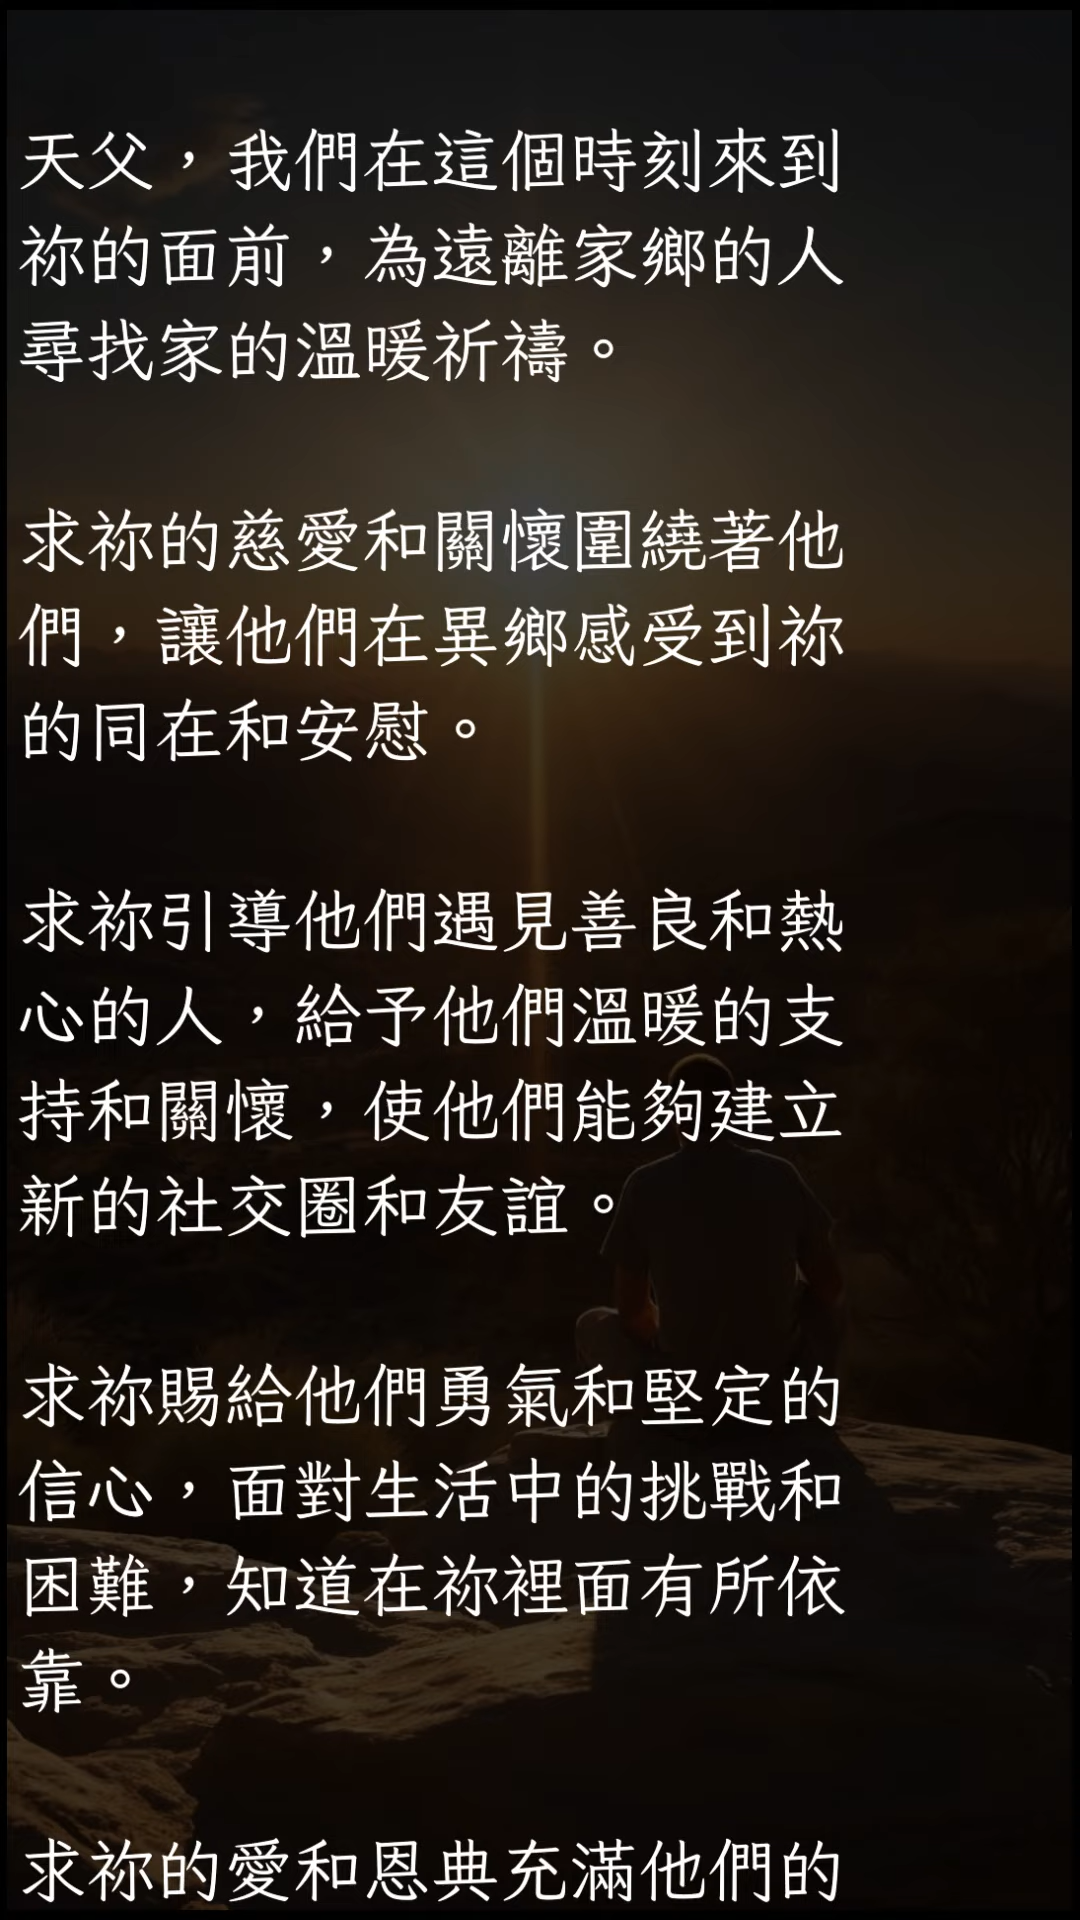 天父，我們在這個時刻來到
祢的面前，為遠離家鄉的人
尋找家的溫暖祈禱。
求祢的慈愛和關懷圍繞著他
們，讓他們在異鄉感受到祢
的同在和安慰。
求祢引導他們遇見善良和熱
心的人，給予他們溫暖的支
持和關懷，使他們能夠建立
新的社交圈和友誼。
求祢賜給他們勇氣和堅定的
信心，面對生活中的挑戰和
困難，知道在祢裡面有所依
靠。
求祢的愛和恩典充滿他們的